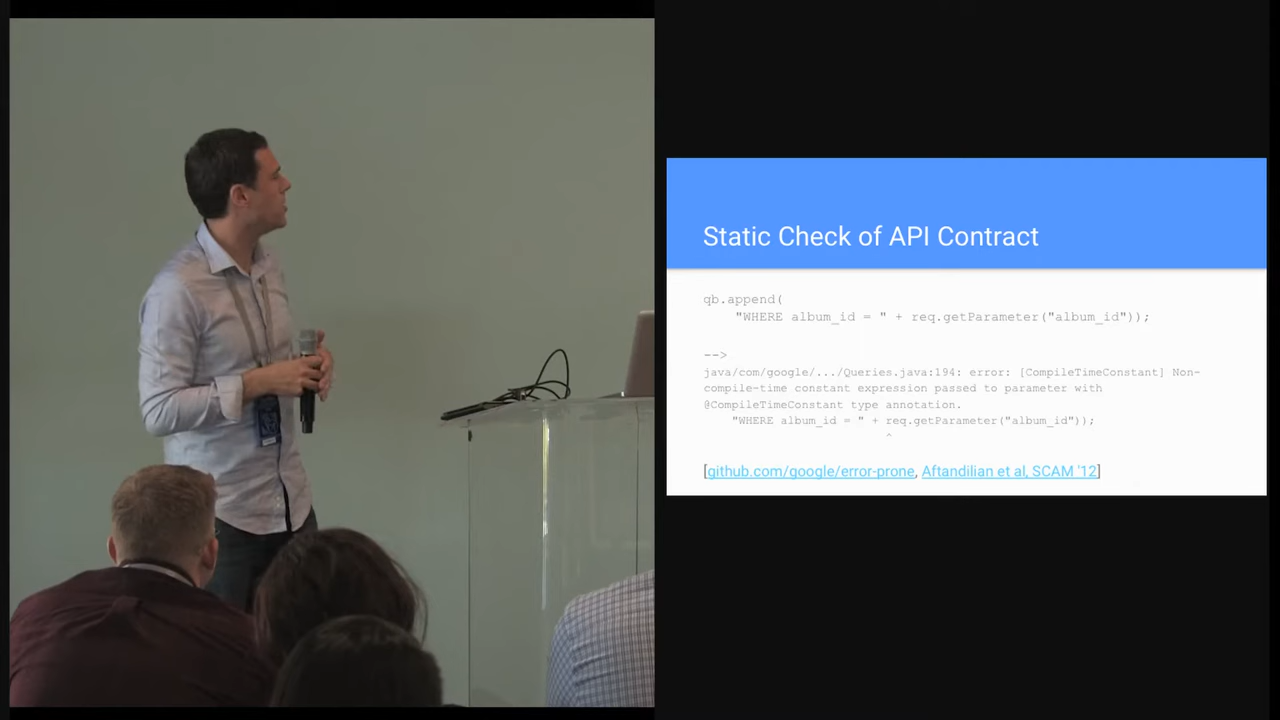 Static Check of API Contract
qb.append(
"WHERE album_id = " + req.getParameter("album_id"));
-->
java/com/google/.../Queries.java:194: error: [CompileTimeConstant] Non-
compile-time constant expression passed to parameter with
@CompileTimeConstant type annotation.
"WHERE album_id = " + req.getParameter("album_id"));
^
[github.com/google/error-prone, Aftandilian et al, SCAM '12]